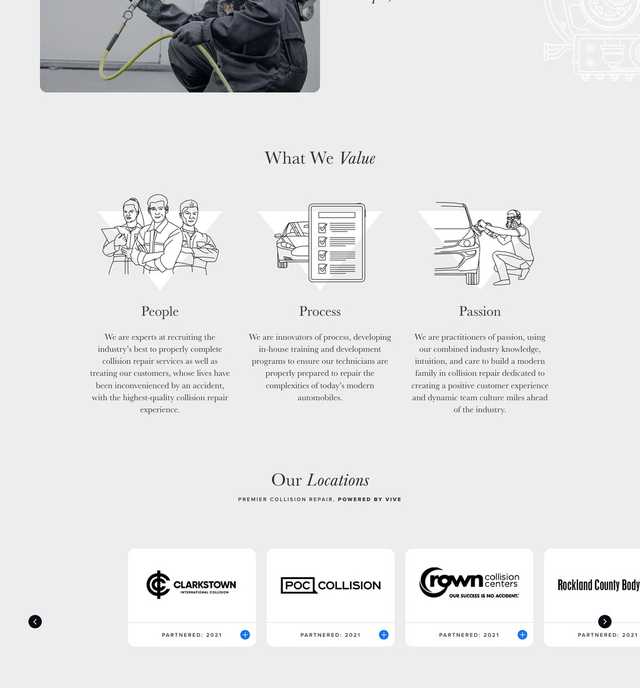 What We Value
People
We are experts at recruiting the
industry's best to properly complete
collision repair services as well as
treating our customers, whose lives have
been inconvenienced by an accident,
with the highest-quality collision repair
experience.
Process
We are innovators of process, developing
in-house training and development
programs to ensure our technicians are
properly prepared to repair the
complexities of today's modern
automobiles.
Passion
We are practitioners of passion, using
our combined industry knowledge,
intuition, and care to build a modern
family in collision repair dedicated to
creating a positive customer experience
and dynamic team culture miles ahead
of the industry.
Our Locations
PREMIER COLLISION REPAIR, POWERED BY VIVE
CLARKSTOWN
INTERNATIONAL COLLISION
PARTNERED: 2021
POC COLLISION
PARTNERED: 2021
Crown collision
centers
OUR SUCCESS IS NO ACCIDENT.
PARTNERED: 2021
Rockland County Body
PARTNERED: 2021